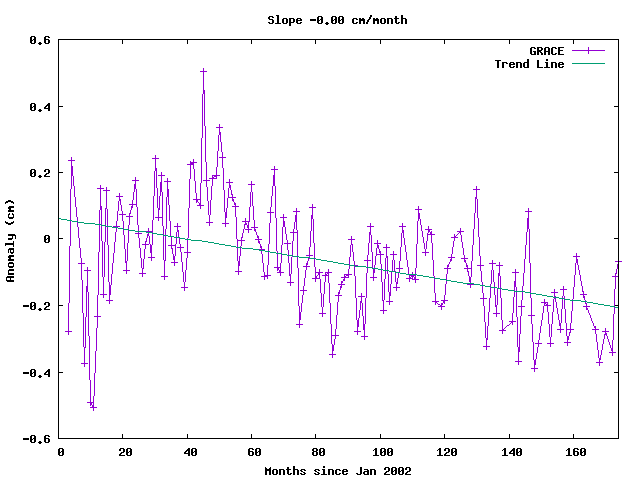 Slope -0.00 cm/month
GRACE
Trend Line
0.6
0.4
0.2
0
-0.2
-0.4
-0.6
Anomaly (cm)
0 20 40 60 80 100 120 140 160
Months since Jan 2002